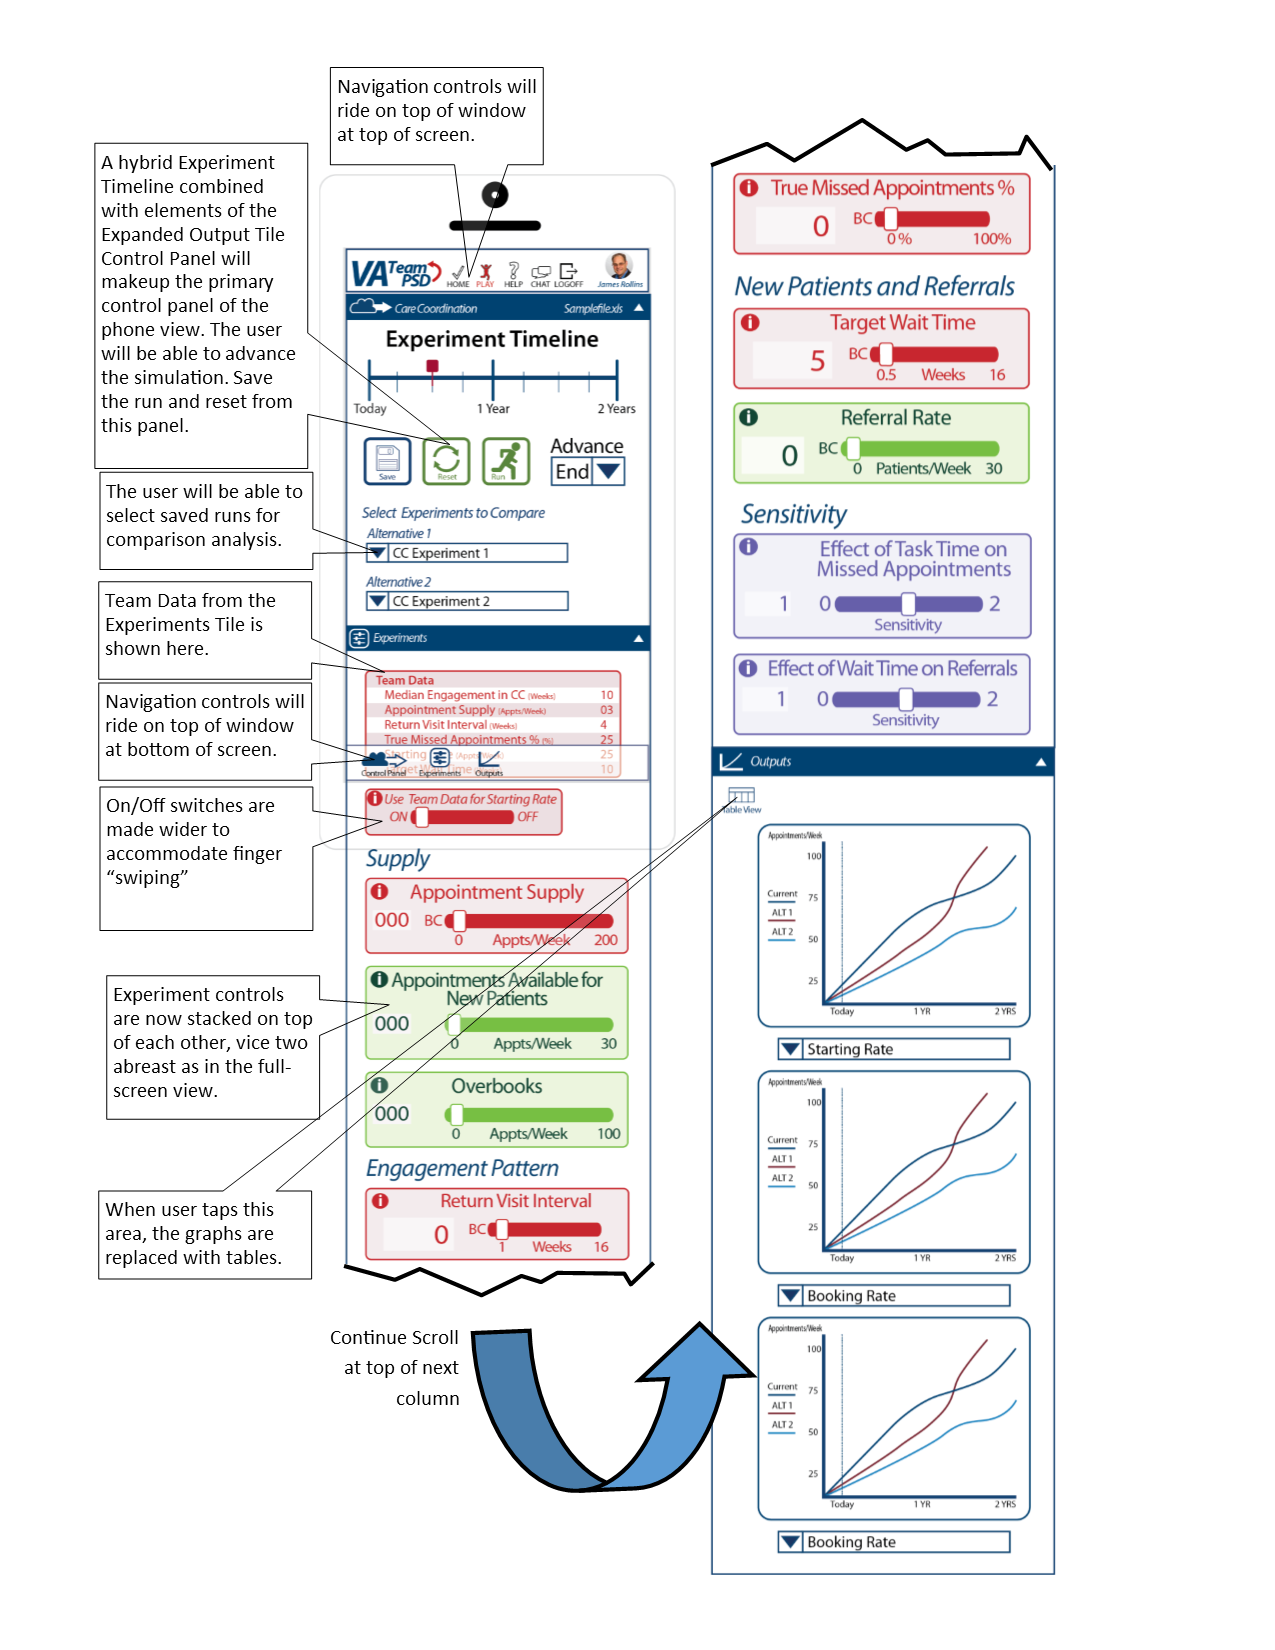 Navigation controls will
ride on top of window
at top of screen.
A hybrid Experiment
Timeline combined
with elements of the
Expanded Output Tile
Control Panel will
makeup the primary
control panel of the
phone view. The user
will be able to advance
the simulation. Save
the run and reset from
this panel.
The user will be able to
select saved runs for
comparison analysis.
Team Data from the
Experiments Tile is
shown here.
Navigation controls will
ride on top of window
at bottom of screen.
On/Off switches are
made wider to
accommodate finger
“swiping”
Experiment controls
are now stacked on top
of each other, vice two
abreast as in the full-
screen view.
When user taps this
area, the graphs are
replaced with tables.
VA Team PSD
HOME PLAY HELP CHAT LOGOFF James Rollins
Care Coordination Samplefile.xls
Experiment Timeline
Today 1 Year 2 Years
Save Reset Run
Advance
End
Select Experiments to Compare
Alternative 1
CC Experiment 1
Alternative 2
CC Experiment 2
Experiments
Team Data
Median Engagement in CC (Weeks) 10
Appointment Supply (Appts/Week) 03
Return Visit Interval (Weeks) 4
True Missed Appointments % (%) 25
Starting (Appts/Week) 25
Target Wait Time 10
Control Panel Experiments Outputs
Use Team Data for Starting Rate
ON OFF
Supply
Appointment Supply
000 BC
0 Appts/Week 200
Appointments Available for
New Patients
000
0 Appts/Week 30
Overbooks
000
0 Appts/Week 100
Engagement Pattern
Return Visit Interval
0 BC
1 Weeks 16
Continue Scroll
at top of next
column
True Missed Appointments %
0 BC
0% 100%
New Patients and Referrals
Target Wait Time
5 BC
0.5 Weeks 16
Referral Rate
0 BC
0 Patients/Week 30
Sensitivity
Effect of Task Time on
Missed Appointments
1 0 2
Sensitivity
Effect of Wait Time on Referrals
1 0 2
Sensitivity
Outputs
Table View
Appointments/Week
100
Current 75
ALT 1
ALT 2 50
25
Today 1 YR 2 YRS
Starting Rate
Appointments/Week
100
Current 75
ALT 1
ALT 2 50
25
Today 1 YR 2 YRS
Booking Rate
Appointments/Week
100
Current 75
ALT 1
ALT 2 50
25
Today 1 YR 2 YRS
Booking Rate